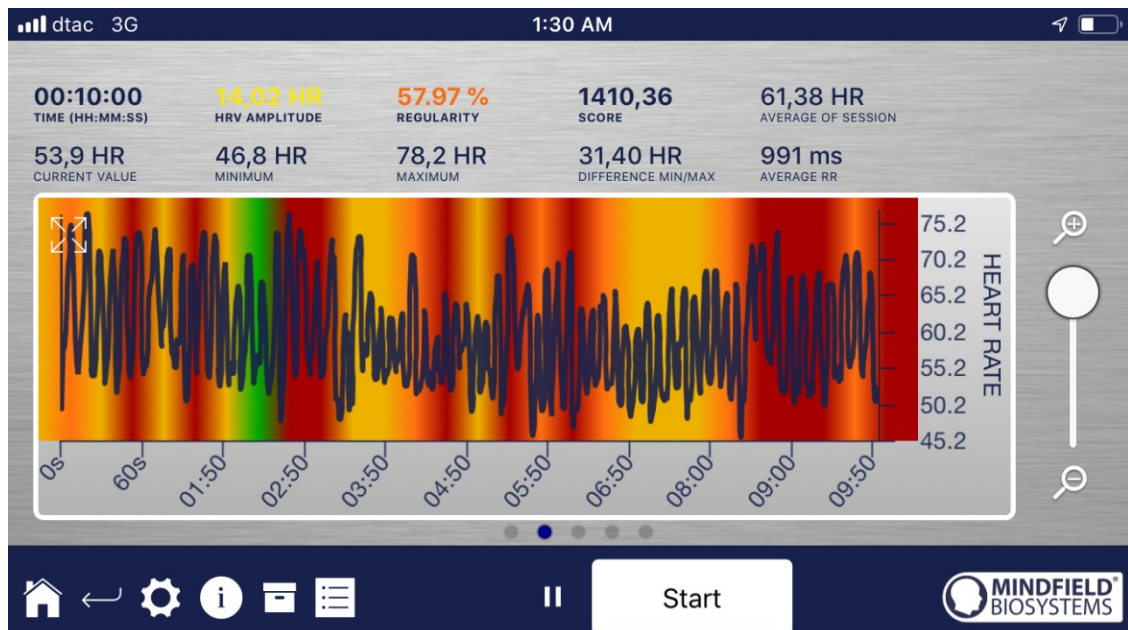 dtac 3G 1:30 AM
00:10:00 14,02 HR 57.97 % 1410,36 61,38 HR
TIME (HH:MM:SS) HRV AMPLITUDE REGULARITY SCORE AVERAGE OF SESSION
53,9 HR 46,8 HR 78,2 HR 31,40 HR 991 ms
CURRENT VALUE MINIMUM MAXIMUM DIFFERENCE MIN/MAX AVERAGE RR
75.2
70.2
65.2
60.2
55.2
50.2
45.2
HEART RATE
0s 60s 01:50 02:50 03:50 04:50 05:50 06:50 08:00 09:00 09:50
Start
MINDFIELD®
BIOSYSTEMS